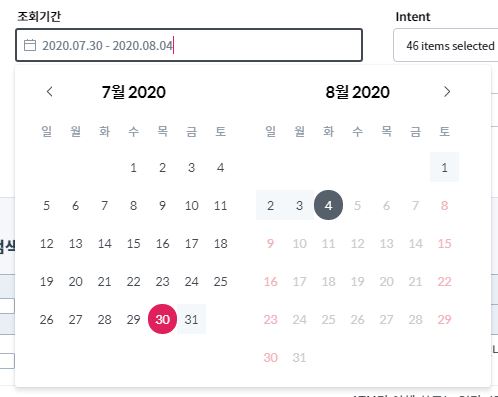 조회기간
Intent
2020.07.30 - 2020.08.04
46 items selected
7월 2020
8월 2020
일 월 화 수 목 금 토
일 월 화 수 목 금 토
1 2 3 4
1
5 6 7 8 9 10 11
2 3 4 5 6 7 8
12 13 14 15 16 17 18
9 10 11 12 13 14 15
19 20 21 22 23 24 25
16 17 18 19 20 21 22
26 27 28 29 30 31
23 24 25 26 27 28 29
30 31